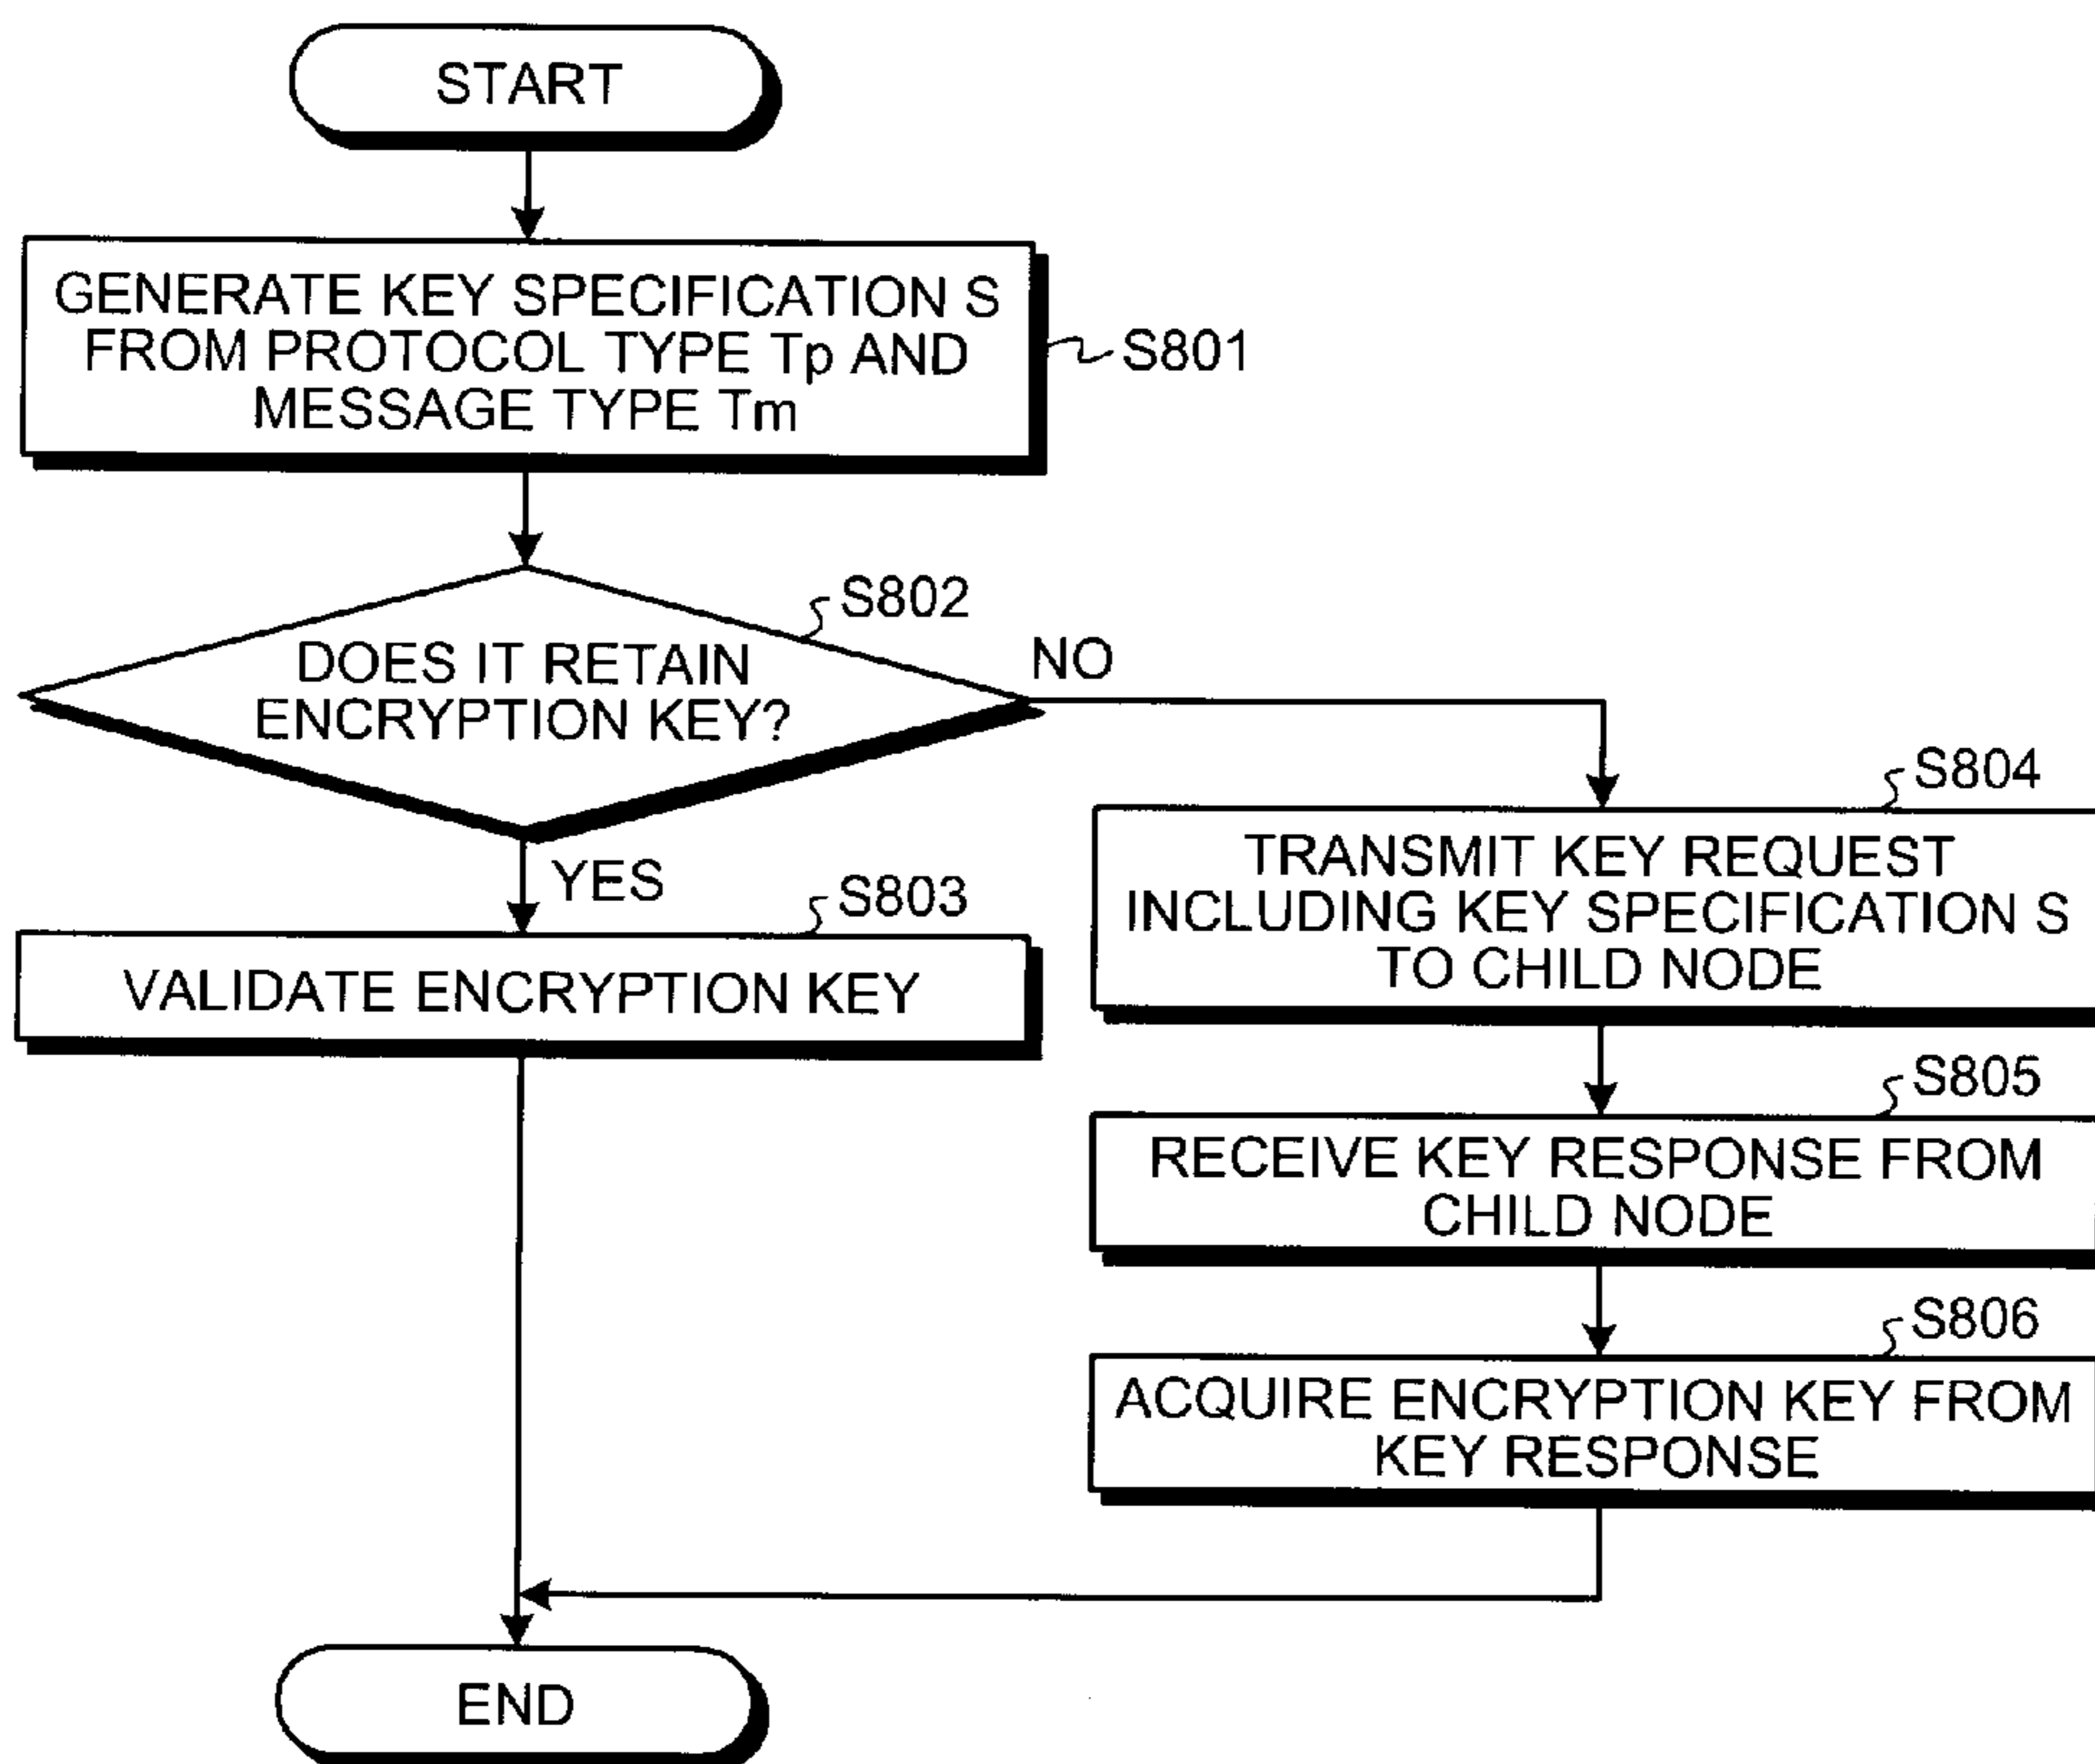 START
GENERATE KEY SPECIFICATION S
FROM PROTOCOL TYPE Tp AND
MESSAGE TYPE Tm
S801
S802
DOES IT RETAIN
ENCRYPTION KEY?
NO
YES
S803
VALIDATE ENCRYPTION KEY
S804
TRANSMIT KEY REQUEST
INCLUDING KEY SPECIFICATION S
TO CHILD NODE
S805
RECEIVE KEY RESPONSE FROM
CHILD NODE
S806
ACQUIRE ENCRYPTION KEY FROM
KEY RESPONSE
END